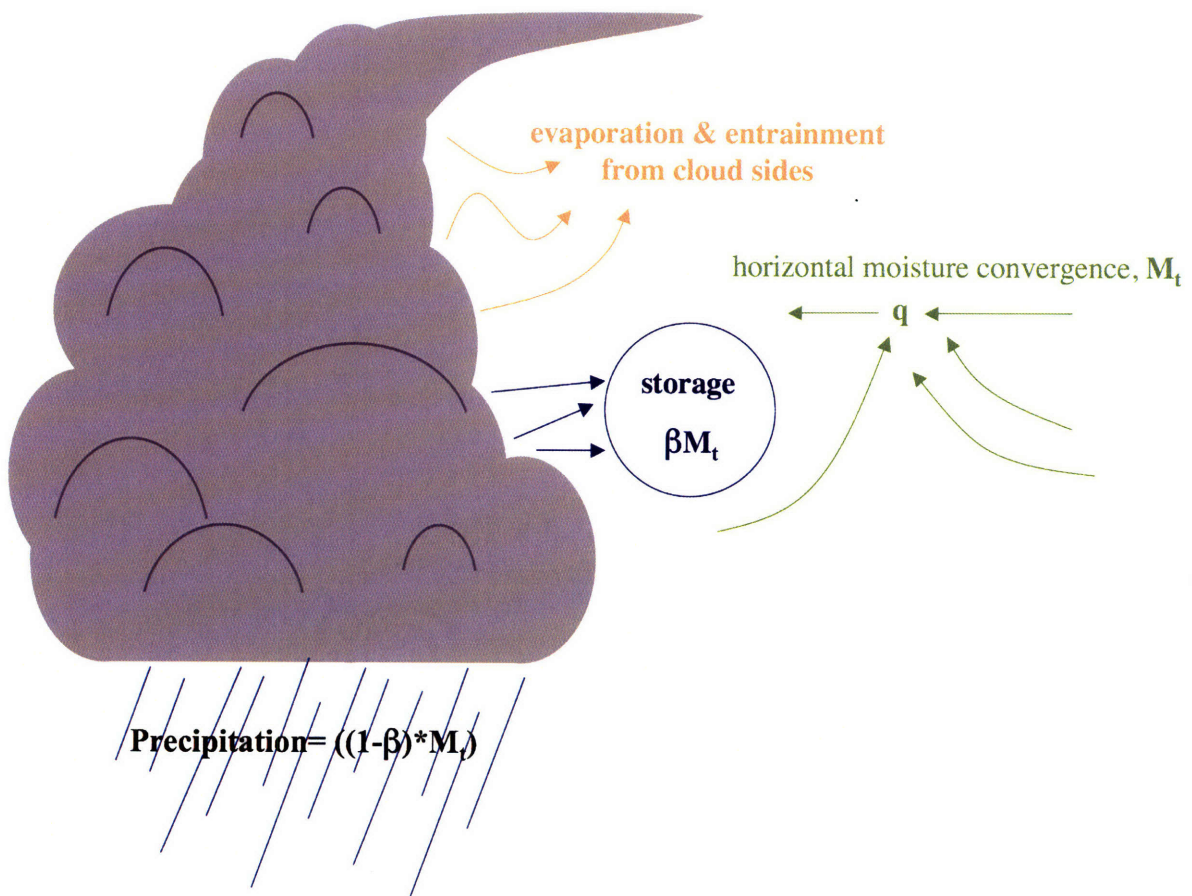 evaporation & entrainment
from cloud sides
horizontal moisture convergence, Mₜ
q
storage
βMₜ
Precipitation= ((1-β)*Mₜ)